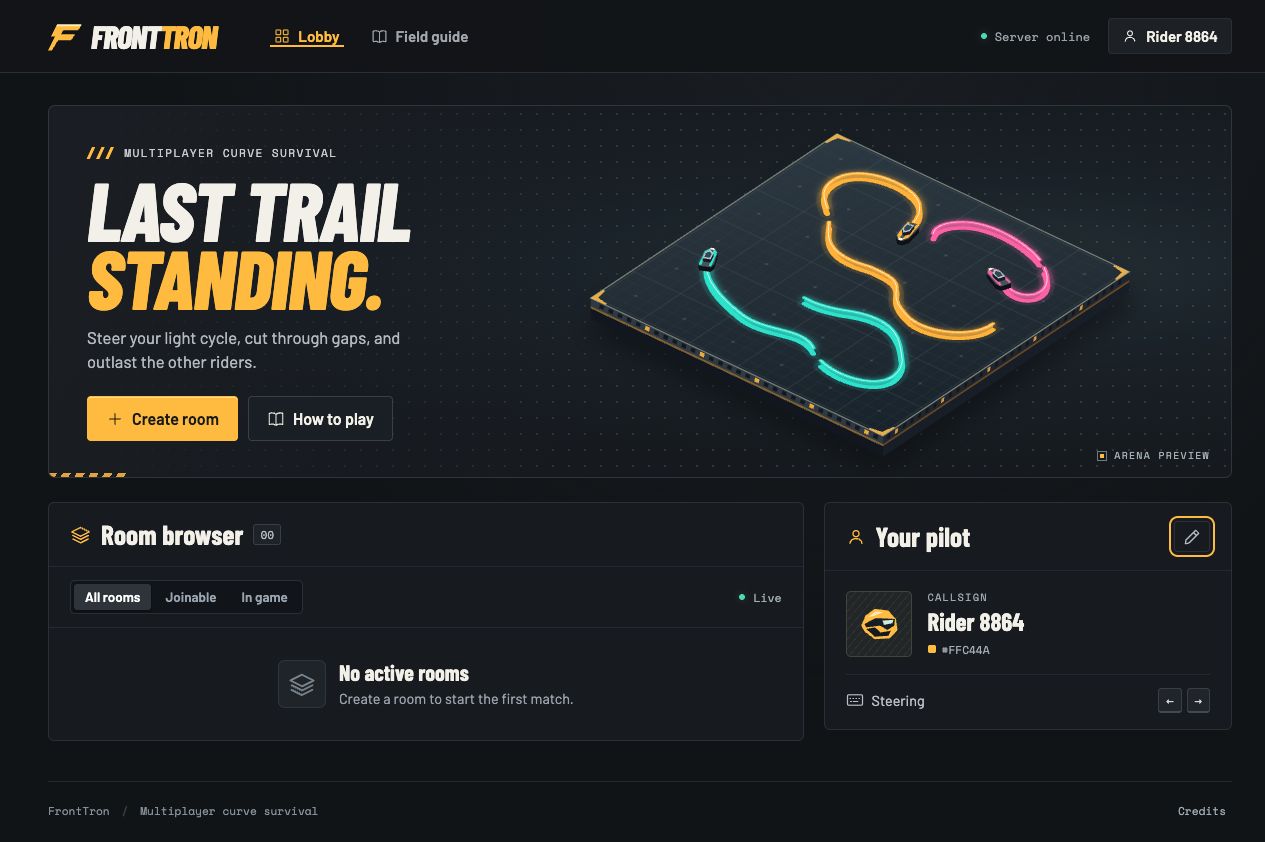 FRONTTRON
Lobby
Field guide
Server online
Rider 8864
MULTIPLAYER CURVE SURVIVAL
LAST TRAIL
STANDING.
Steer your light cycle, cut through gaps, and
outlast the other riders.
+ Create room
How to play
ARENA PREVIEW
Room browser
00
All rooms
Joinable
In game
Live
No active rooms
Create a room to start the first match.
Your pilot
CALLSIGN
Rider 8864
#FFC44A
Steering
← →
FrontTron / Multiplayer curve survival
Credits